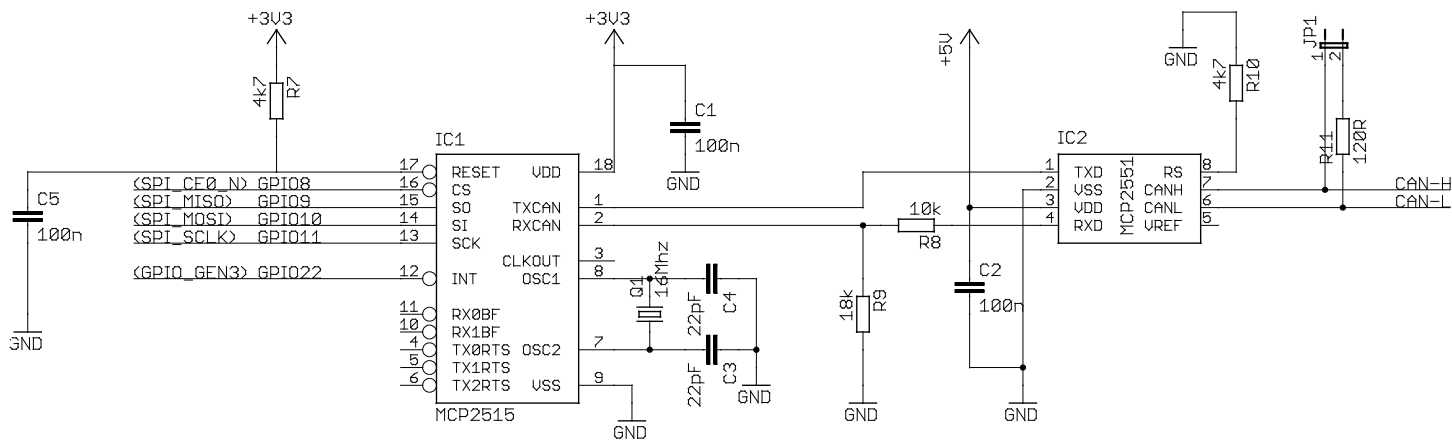 +3V3
+3V3
+5V
GND
JP1
1
2
4k7
R7
C1
100n
GND
4k7
R10
R11
120R
IC1
IC2
17
RESET
VDD
18
(SPI_CE0_N) GPIO8
16
CS
(SPI_MISO) GPIO9
15
SO
TXCAN
1
(SPI_MOSI) GPIO10
14
SI
RXCAN
2
(SPI_SCLK) GPIO11
13
SCK
CLKOUT
3
(GPIO_GEN3) GPIO22
12
INT
OSC1
8
11
RX0BF
10
RX1BF
4
TX0RTS
OSC2
7
5
TX1RTS
6
TX2RTS
VSS
9
MCP2515
C5
100n
GND
Q1
16Mhz
22pF
C4
22pF
C3
GND
GND
10k
R8
18k
R9
GND
C2
100n
GND
1
TXD
RS
8
2
VSS
CANH
7
CAN-H
3
VDD
CANL
6
CAN-L
4
RXD
VREF
5
MCP2551